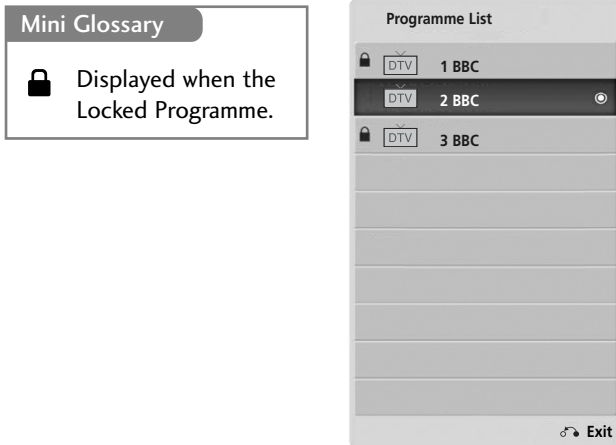 Mini Glossary
Displayed when the
Locked Programme.
Programme List
DTV 1 BBC
DTV 2 BBC
DTV 3 BBC
Exit